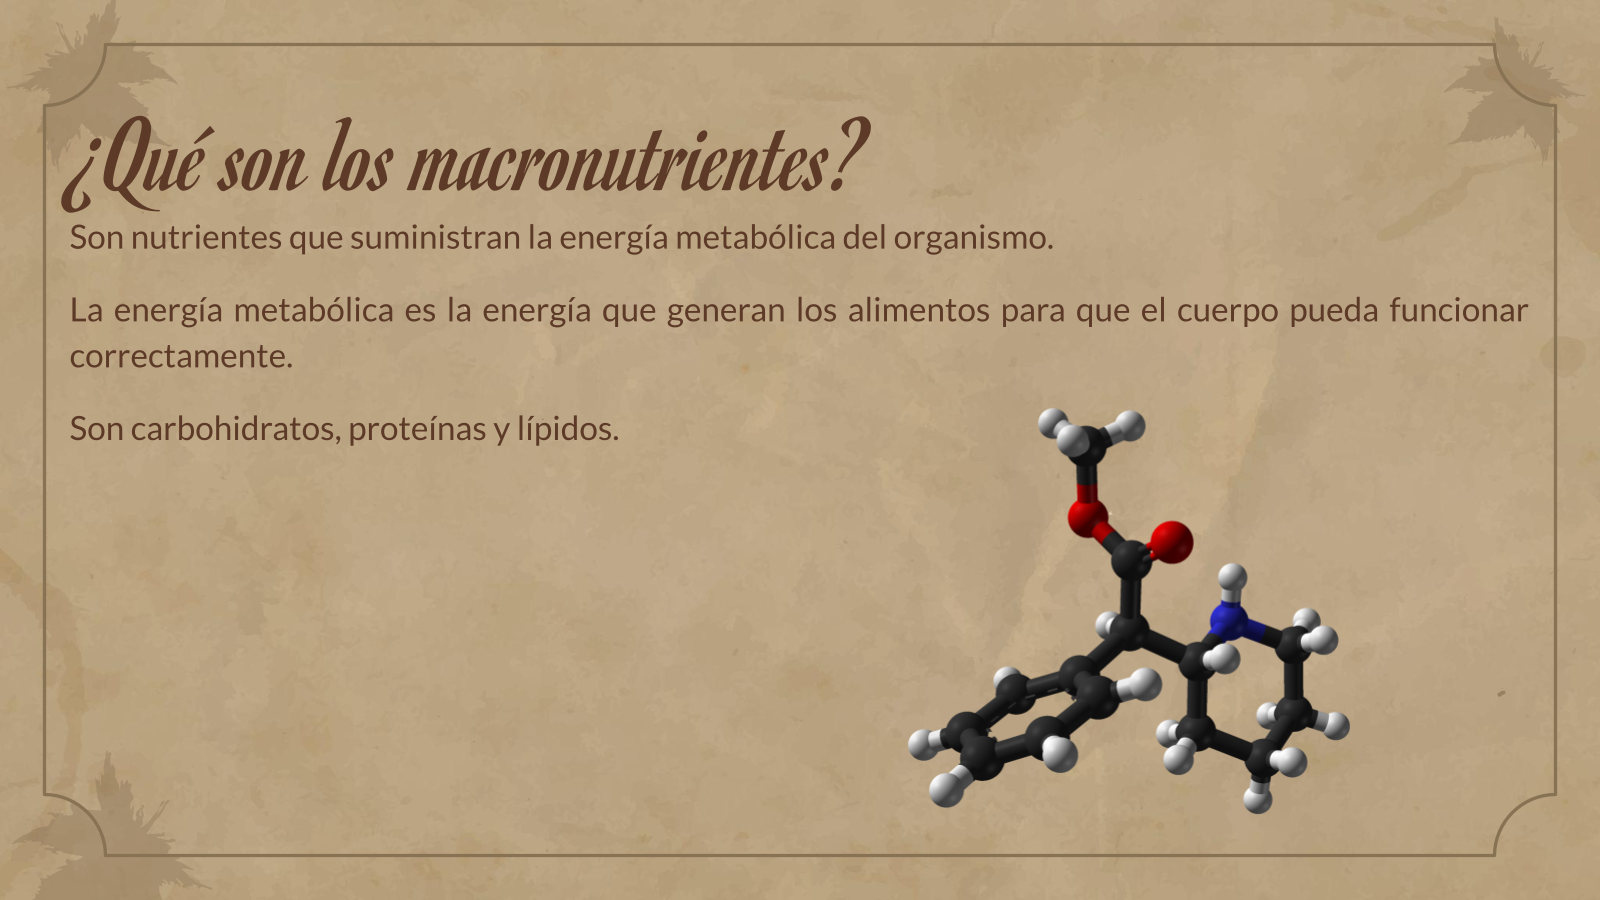 ¿Qué son los macronutrientes?
Son nutrientes que suministran la energía metabólica del organismo.
La energía metabólica es la energía que generan los alimentos para que el cuerpo pueda funcionar
correctamente.
Son carbohidratos, proteínas y lípidos.